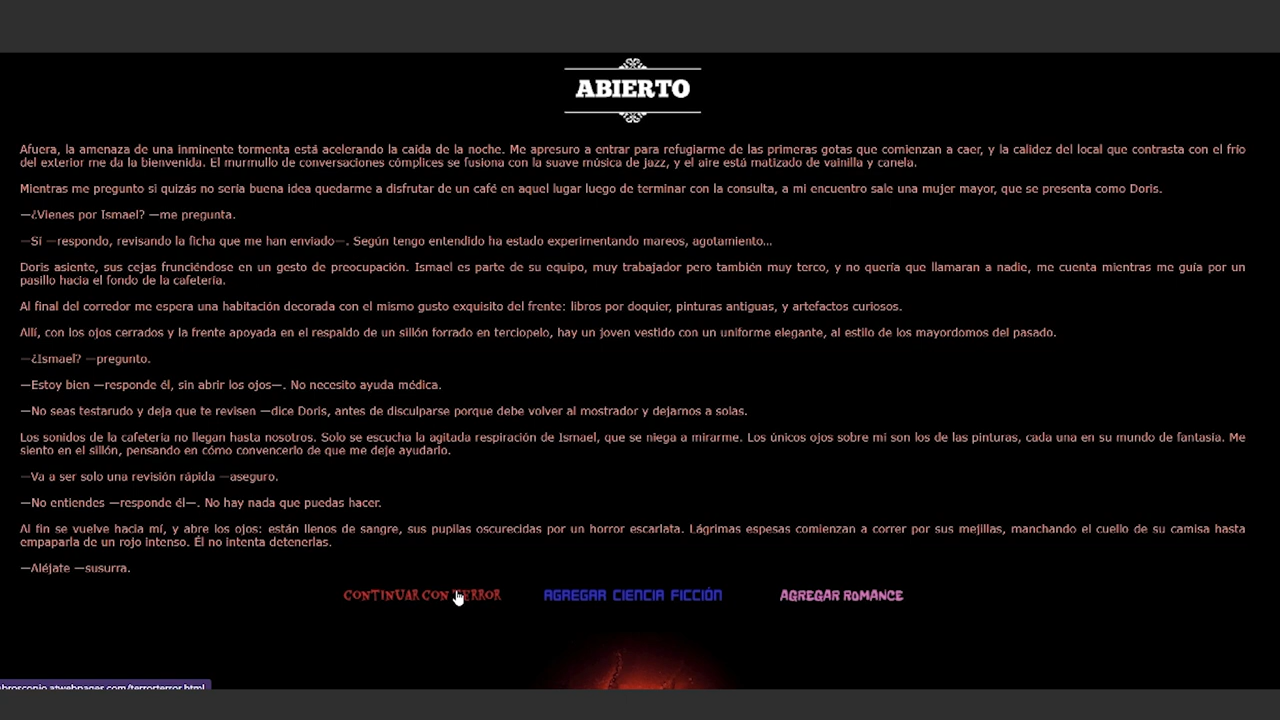 ABIERTO
Afuera, la amenaza de una inminente tormenta está acelerando la caída de la noche. Me apresuro a entrar para refugiarme de las primeras gotas que comienzan a caer, y la calidez del local que contrasta con el frío
del exterior me da la bienvenida. El murmullo de conversaciones cómplices se fusiona con la suave música de jazz, y el aire está matizado de vainilla y canela.
Mientras me pregunto si quizás no sería buena idea quedarme a disfrutar de un café en aquel lugar luego de terminar con la consulta, a mi encuentro sale una mujer mayor, que se presenta como Doris.
—¿Vienes por Ismael? —me pregunta.
—Sí —respondo, revisando la ficha que me han enviado—. Según tengo entendido ha estado experimentando mareos, agotamiento...
Doris asiente, sus cejas frunciéndose en un gesto de preocupación. Ismael es parte de su equipo, muy trabajador pero también muy terco, y no quería que llamaran a nadie, me cuenta mientras me guía por un
pasillo hacia el fondo de la cafetería.
Al final del corredor me espera una habitación decorada con el mismo gusto exquisito del frente: libros por doquier, pinturas antiguas, y artefactos curiosos.
Allí, con los ojos cerrados y la frente apoyada en el respaldo de un sillón forrado en terciopelo, hay un joven vestido con un uniforme elegante, al estilo de los mayordomos del pasado.
—¿Ismael? —pregunto.
—Estoy bien —responde él, sin abrir los ojos—. No necesito ayuda médica.
—No seas testarudo y deja que te revisen —dice Doris, antes de disculparse porque debe volver al mostrador y dejarnos a solas.
Los sonidos de la cafetería no llegan hasta nosotros. Solo se escucha la agitada respiración de Ismael, que se niega a mirarme. Los únicos ojos sobre mí son los de las pinturas, cada una en su mundo de fantasía. Me
siento en el sillón, pensando en cómo convencerlo de que me deje ayudarlo.
—Va a ser solo una revisión rápida —aseguro.
—No entiendes —responde él—. No hay nada que puedas hacer.
Al fin se vuelve hacia mí, y abre los ojos: están llenos de sangre, sus pupilas oscurecidas por un horror escarlata. Lágrimas espesas comienzan a correr por sus mejillas, manchando el cuello de su camisa hasta
empaparla de un rojo intenso. Él no intenta detenerlas.
—Aléjate —susurra.
CONTINUAR CON TERROR AGREGAR CIENCIA FICCIÓN AGREGAR ROMANCE